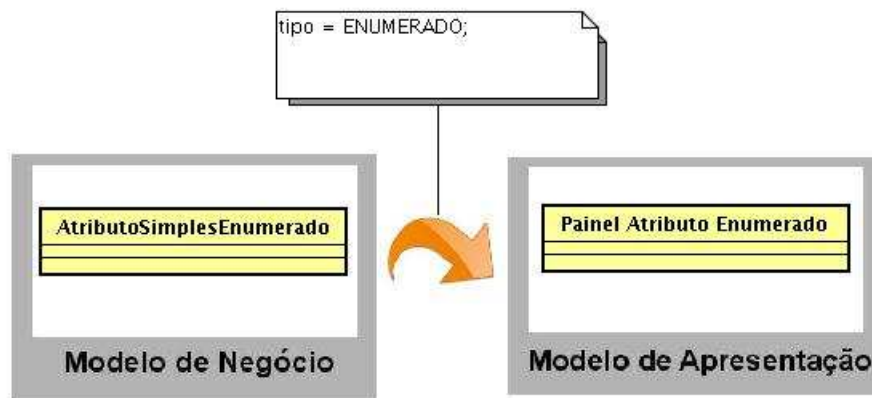 tipo = ENUMERADO;
AtributoSimplesEnumerado
Painel Atributo Enumerado
Modelo de Negócio
Modelo de Apresentação